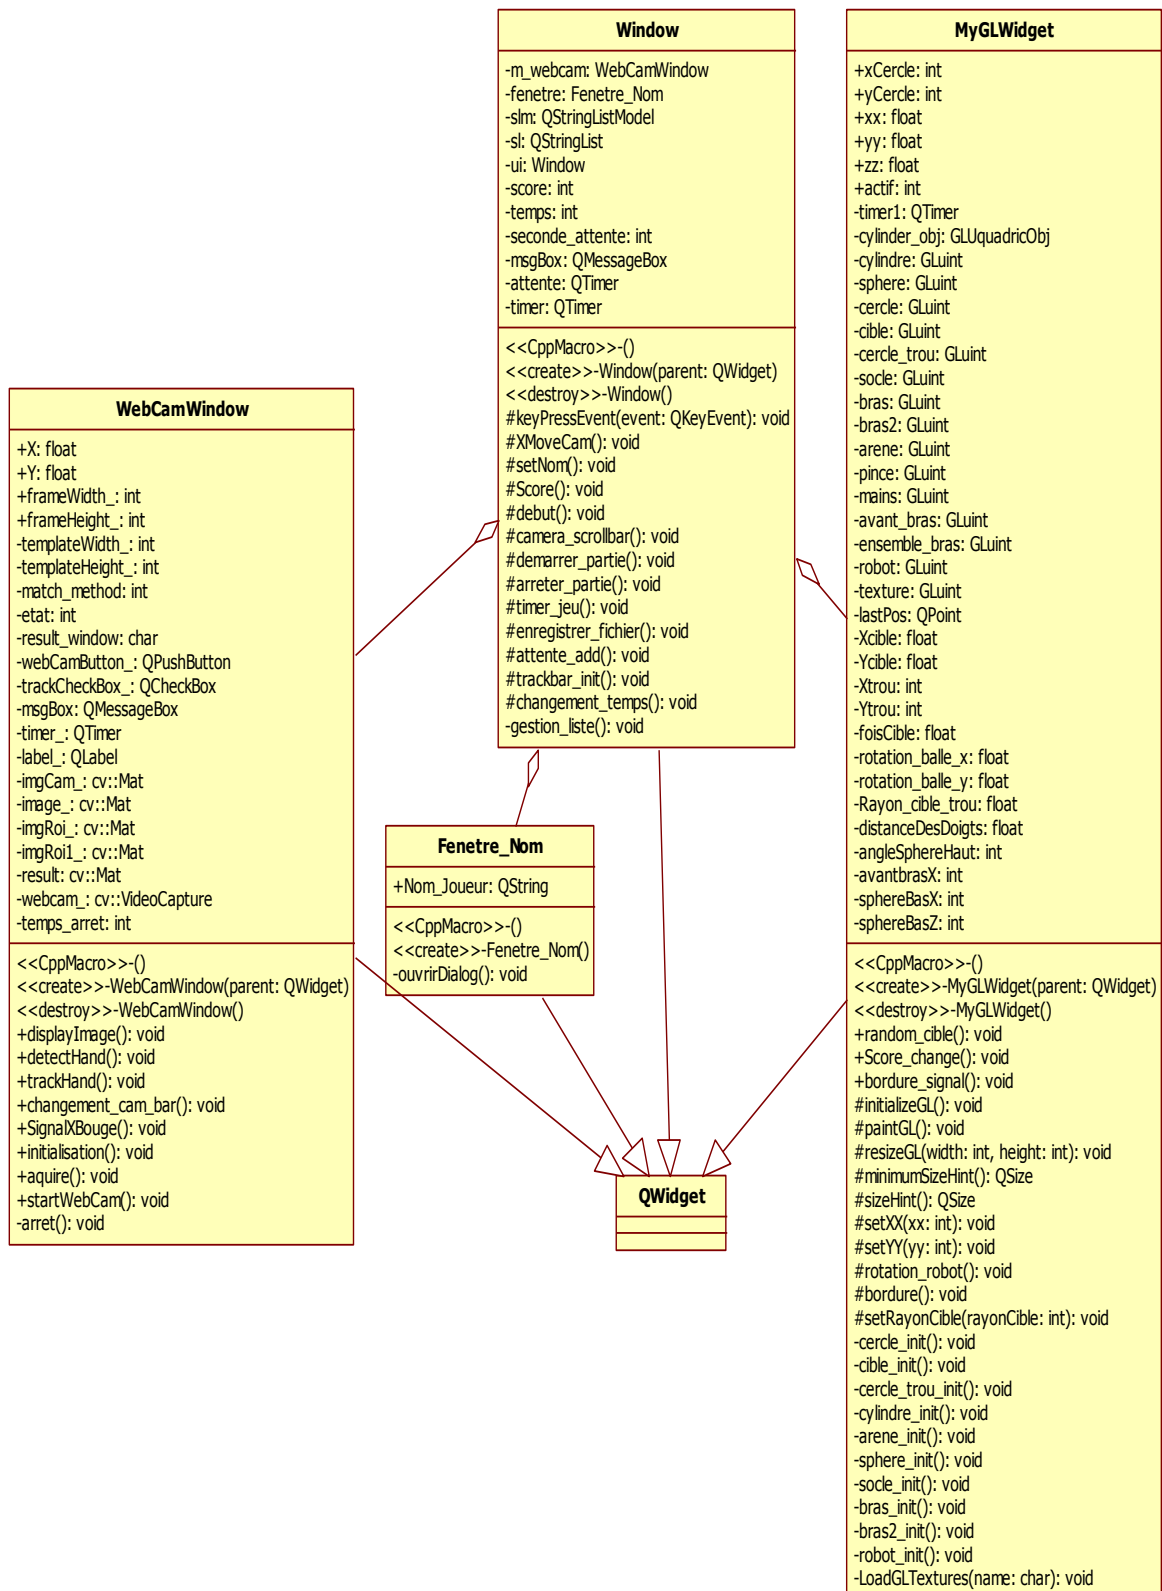 Window
-m_webcam: WebCamWindow
-fenetre: Fenetre_Nom
-slm: QStringListModel
-sl: QStringList
-ui: Window
-score: int
-temps: int
-seconde_attente: int
-msgBox: QMessageBox
-attente: QTimer
-timer: QTimer
<<CppMacro>>-()
<<create>>-Window(parent: QWidget)
<<destroy>>-Window()
#keyPressEvent(event: QKeyEvent): void
#XMoveCam(): void
#setNom(): void
#Score(): void
#debut(): void
#camera_scrollbar(): void
#demarrer_partie(): void
#arreter_partie(): void
#timer_jeu(): void
#enregistrer_fichier(): void
#attente_add(): void
#trackbar_init(): void
#changement_temps(): void
-gestion_liste(): void
MyGLWidget
+xCercle: int
+yCercle: int
+xx: float
+yy: float
+zz: float
+actif: int
-timer1: QTimer
-cylinder_obj: GLUquadricObj
-cylindre: GLuint
-sphere: GLuint
-cercle: GLuint
-cible: GLuint
-cercle_trou: GLuint
-socle: GLuint
-bras: GLuint
-bras2: GLuint
-arene: GLuint
-pince: GLuint
-mains: GLuint
-avant_bras: GLuint
-ensemble_bras: GLuint
-robot: GLuint
-texture: GLuint
-lastPos: QPoint
-Xcible: float
-Ycible: float
-Xtrou: int
-Ytrou: int
-foisCible: float
-rotation_balle_x: float
-rotation_balle_y: float
-Rayon_cible_trou: float
-distanceDesDoigts: float
-angleSphereHaut: int
-avantbrasX: int
-sphereBasX: int
-sphereBasZ: int
<<CppMacro>>-()
<<create>>-MyGLWidget(parent: QWidget)
<<destroy>>-MyGLWidget()
+random_cible(): void
+Score_change(): void
+bordure_signal(): void
#initializeGL(): void
#paintGL(): void
#resizeGL(width: int, height: int): void
#minimumSizeHint(): QSize
#sizeHint(): QSize
#setXX(xx: int): void
#setYY(yy: int): void
#rotation_robot(): void
#bordure(): void
#setRayonCible(rayonCible: int): void
-cercle_init(): void
-cible_init(): void
-cercle_trou_init(): void
-cylindre_init(): void
-arene_init(): void
-sphere_init(): void
-socle_init(): void
-bras_init(): void
-bras2_init(): void
-robot_init(): void
-LoadGLTextures(name: char): void
WebCamWindow
+X: float
+Y: float
+frameWidth_: int
+frameHeight_: int
-templateWidth_: int
-templateHeight_: int
-match_method: int
-etat: int
-result_window: char
-webCamButton_: QPushButton
-trackCheckBox_: QCheckBox
-msgBox: QMessageBox
-timer_: QTimer
-label_: QLabel
-imgCam_: cv::Mat
-image_: cv::Mat
-imgRoi_: cv::Mat
-imgRoi1_: cv::Mat
-result: cv::Mat
-webcam_: cv::VideoCapture
-temps_arret: int
<<CppMacro>>-()
<<create>>-WebCamWindow(parent: QWidget)
<<destroy>>-WebCamWindow()
+displayImage(): void
+detectHand(): void
+trackHand(): void
+changement_cam_bar(): void
+SignalXBouge(): void
+initialisation(): void
+aquire(): void
+startWebCam(): void
-arret(): void
Fenetre_Nom
+Nom_Joueur: QString
<<CppMacro>>-()
<<create>>-Fenetre_Nom()
-ouvrirDialog(): void
QWidget